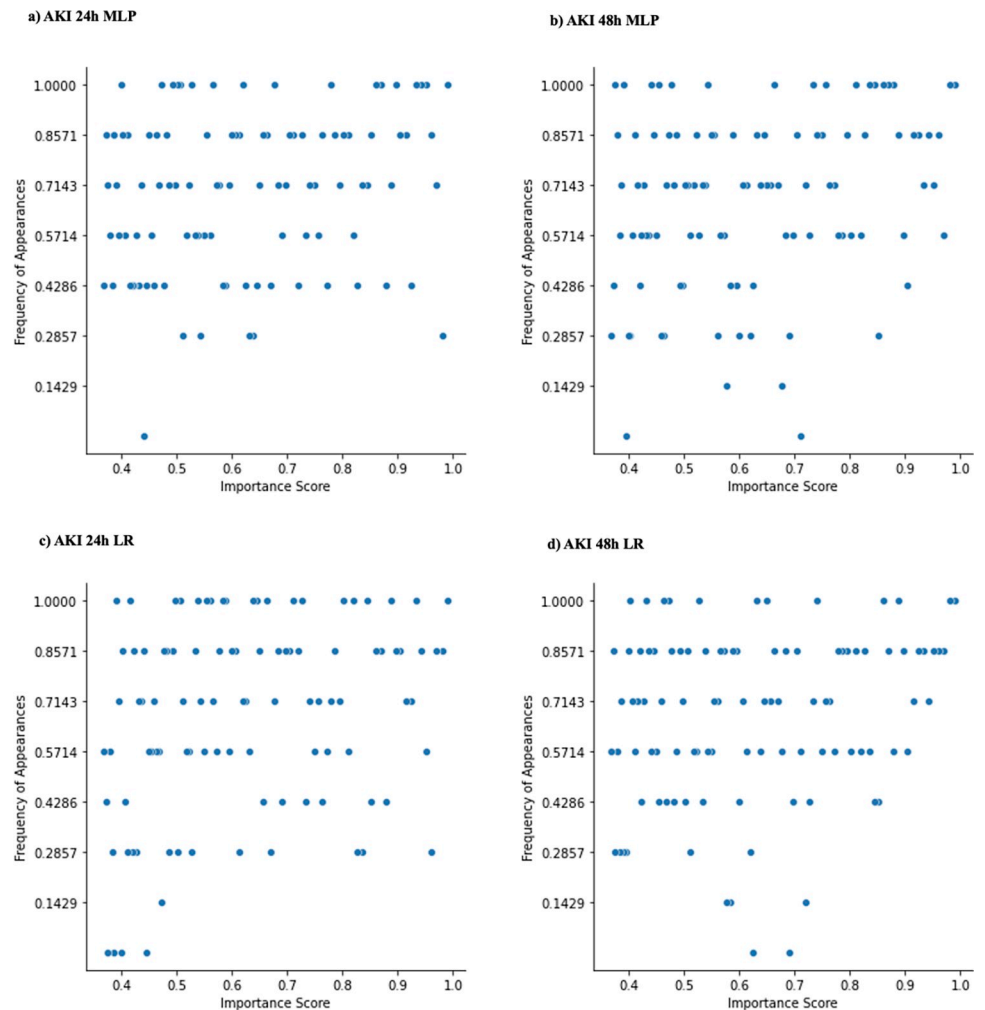 a) AKI 24h MLP
b) AKI 48h MLP
Frequency of Appearances
1.0000
0.8571
0.7143
0.5714
0.4286
0.2857
0.1429
0.4 0.5 0.6 0.7 0.8 0.9 1.0
Importance Score
Frequency of Appearances
1.0000
0.8571
0.7143
0.5714
0.4286
0.2857
0.1429
0.4 0.5 0.6 0.7 0.8 0.9 1.0
Importance Score
c) AKI 24h LR
d) AKI 48h LR
Frequency of Appearances
1.0000
0.8571
0.7143
0.5714
0.4286
0.2857
0.1429
0.4 0.5 0.6 0.7 0.8 0.9 1.0
Importance Score
Frequency of Appearances
1.0000
0.8571
0.7143
0.5714
0.4286
0.2857
0.1429
0.4 0.5 0.6 0.7 0.8 0.9 1.0
Importance Score